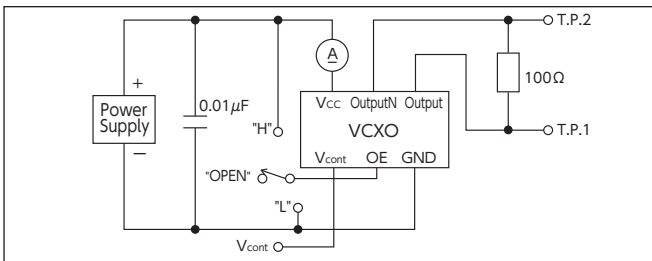 T.P.2
A
+
0.01μF
100Ω
Power
Supply
Vcc OutputN Output
"H"
VCXO
T.P.1
−
Vcont OE GND
"OPEN"
"L"
Vcont